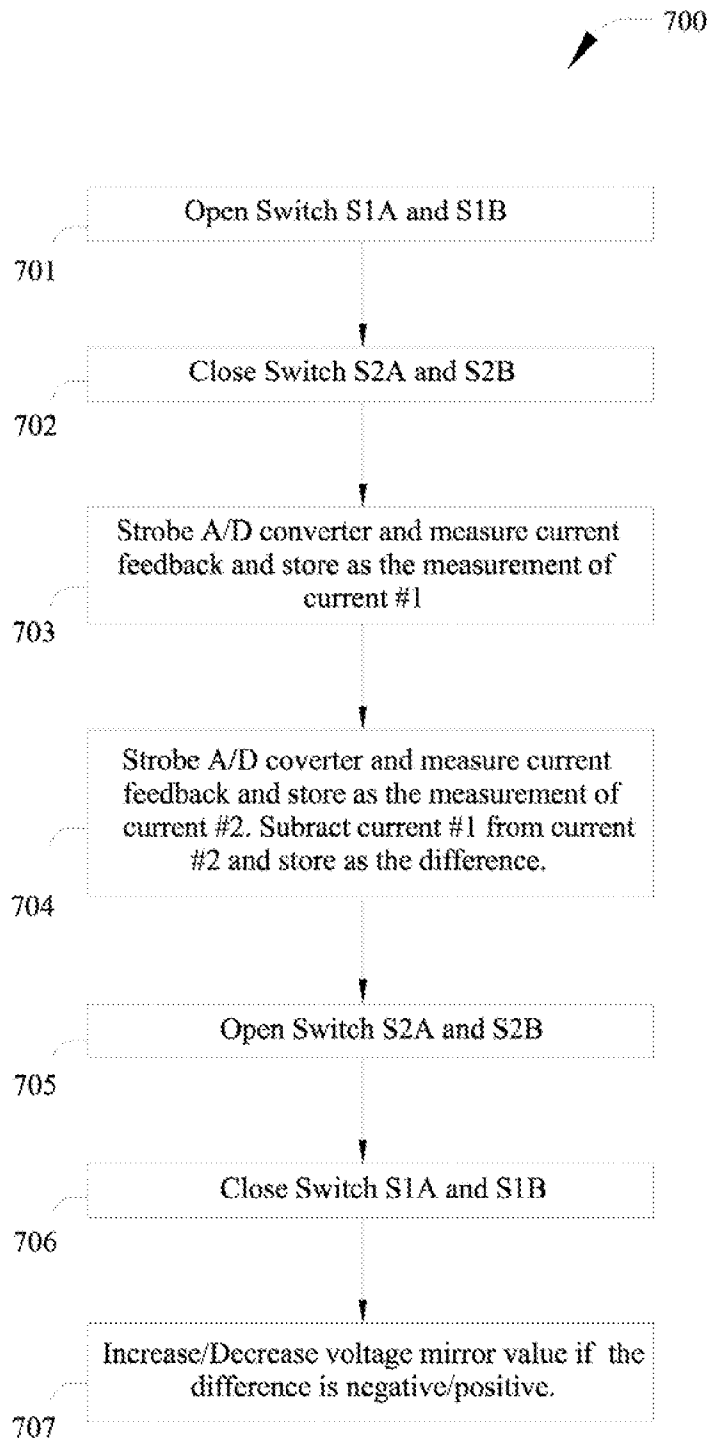 700
Open Switch S1A and S1B
701
Close Switch S2A and S2B
702
Strobe A/D converter and measure current
feedback and store as the measurement of
current #1
703
Strobe A/D coverter and measure current
feedback and store as the measurement of
current #2. Subract current #1 from current
#2 and store as the difference.
704
Open Switch S2A and S2B
705
Close Switch S1A and S1B
706
Increase/Decrease voltage mirror value if the
difference is negative/positive.
707